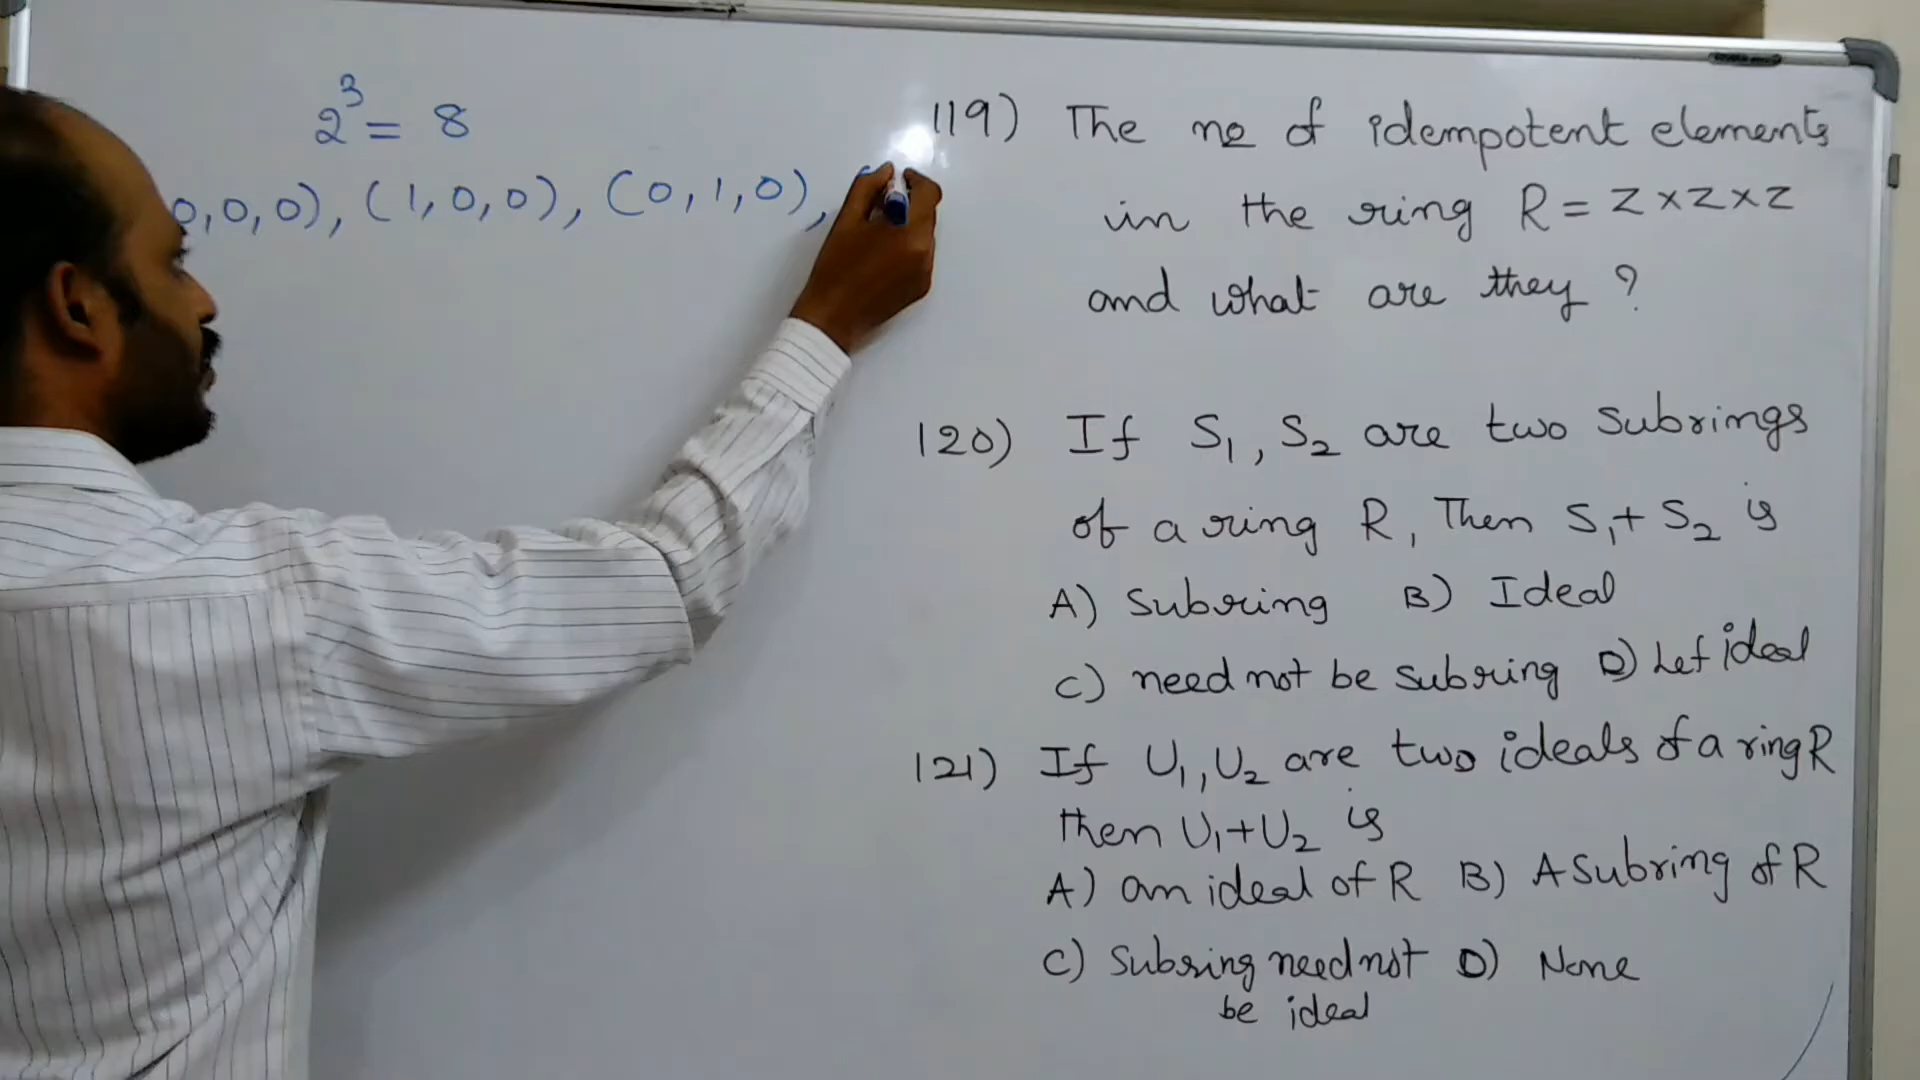 2³ = 8
0,0,0), (1,0,0), (0,1,0),
119) The no of idempotent elements
in the ring R = Z×Z×Z
and what are they ?
120) If S₁, S₂ are two subrings
of a ring R, Then S₁+S₂ is
A) Subring B) Ideal
C) need not be subring D) Lef ideal
121) If U₁, U₂ are two ideals of a ring R
then U₁+U₂ is
A) an ideal of R B) A Subring of R
C) Subring need not D) None
be ideal